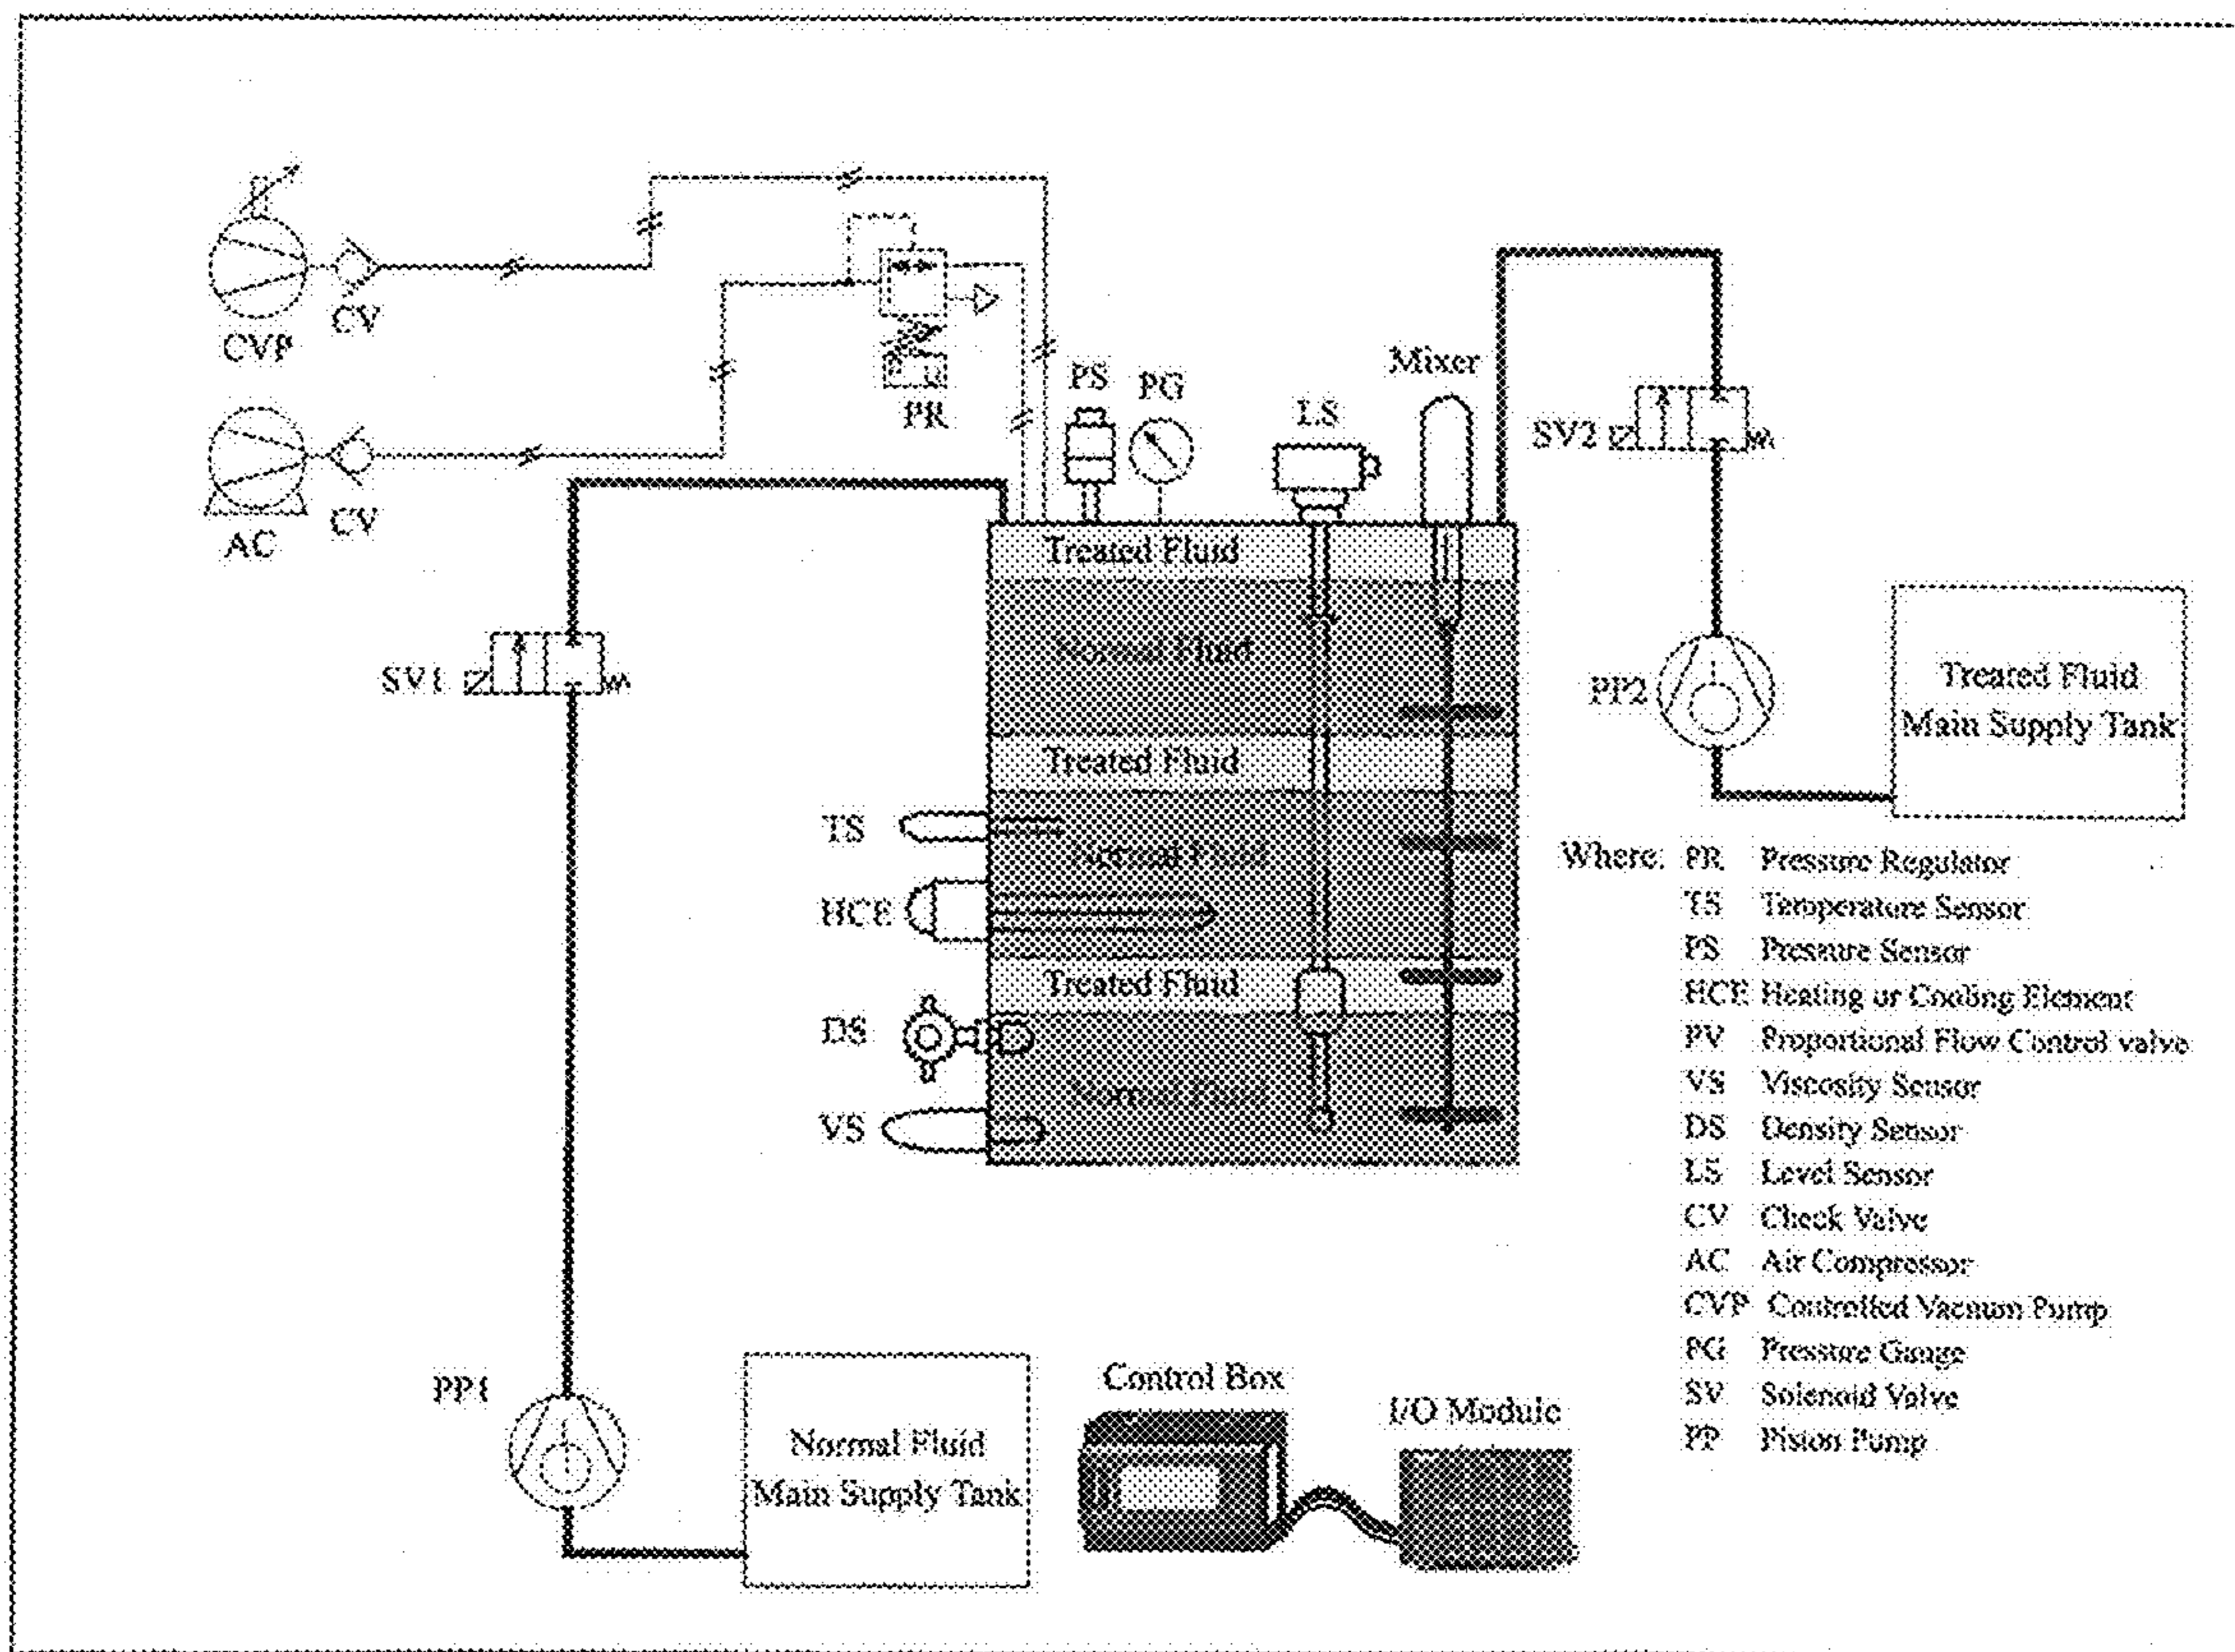 CVP
CV
AC
CV
PR
PS
PG
LS
Mixer
SV2
SV1
Treated Fluid
Normal Fluid
Treated Fluid
Normal Fluid
Treated Fluid
Normal Fluid
TS
HCE
DS
VS
PP2
Treated Fluid
Main Supply Tank
Where: PR Pressure Regulator
TS Temperature Sensor
PS Pressure Sensor
HCE Heating or Cooling Element
PV Proportional Flow Control valve
VS Viscosity Sensor
DS Density Sensor
LS Level Sensor
CV Check Valve
AC Air Compressor
CVP Controlled Vacuum Pump
PG Pressure Gauge
SV Solenoid Valve
PP Piston Pump
PP1
Normal Fluid
Main Supply Tank
Control Box
I/O Module